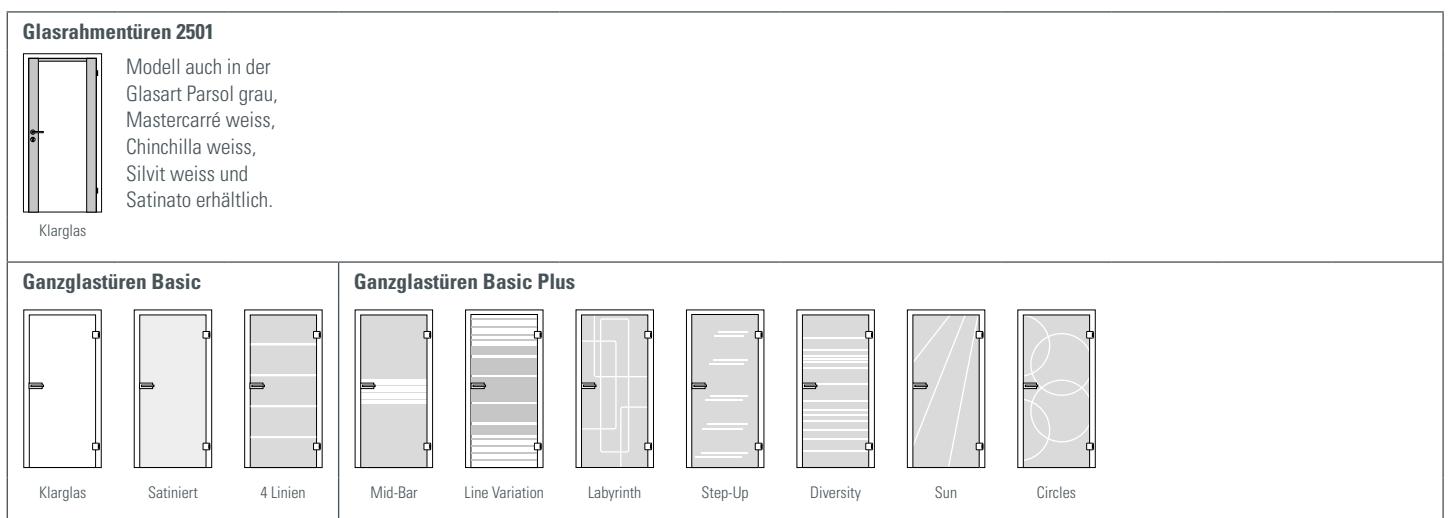 Glasrahmentüren 2501
Modell auch in der
Glasart Parsol grau,
Mastercarré weiss,
Chinchilla weiss,
Silvit weiss und
Satinato erhältlich.
Klarglas
Ganzglastüren Basic
Klarglas
Satiniert
4 Linien
Ganzglastüren Basic Plus
Mid-Bar
Line Variation
Labyrinth
Step-Up
Diversity
Sun
Circles